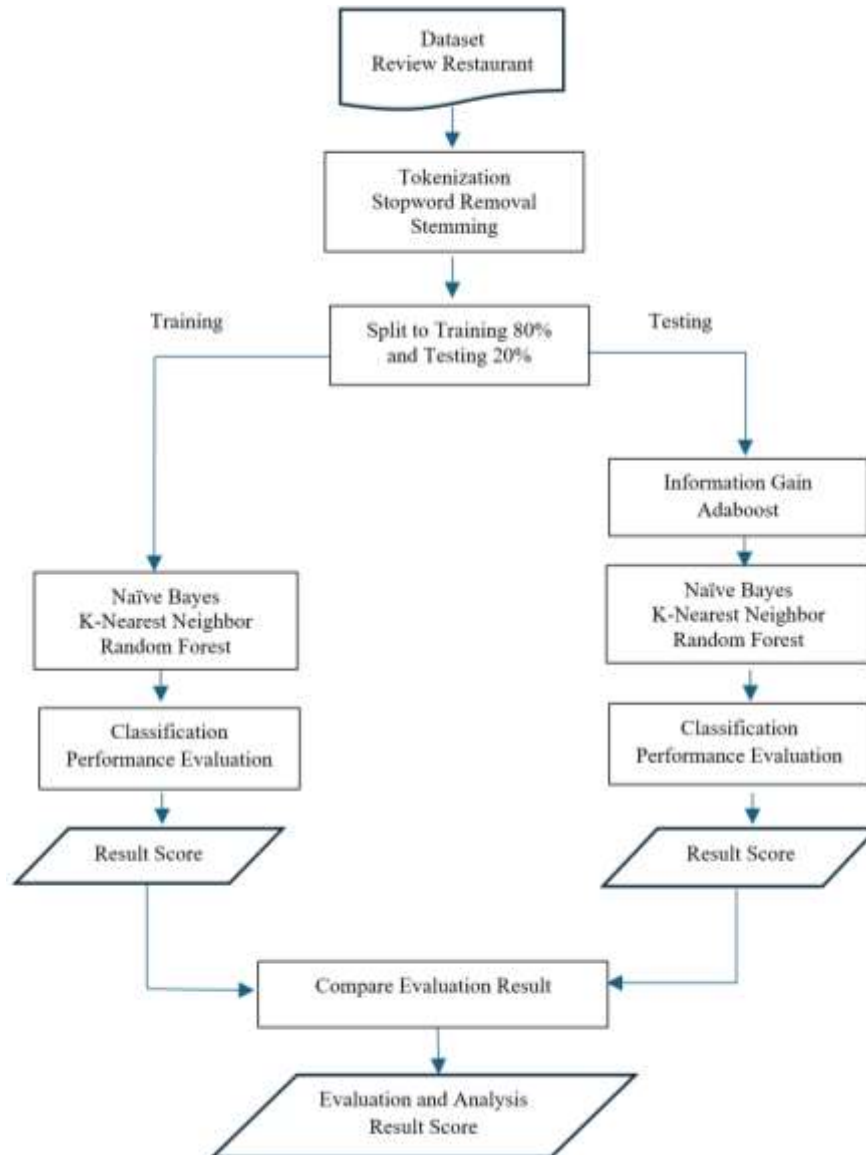 Dataset
Review Restaurant
Tokenization
Stopword Removal
Stemming
Training
Split to Training 80%
and Testing 20%
Testing
Information Gain
Adaboost
Naïve Bayes
K-Nearest Neighbor
Random Forest
Naïve Bayes
K-Nearest Neighbor
Random Forest
Classification
Performance Evaluation
Classification
Performance Evaluation
Result Score
Result Score
Compare Evaluation Result
Evaluation and Analysis
Result Score